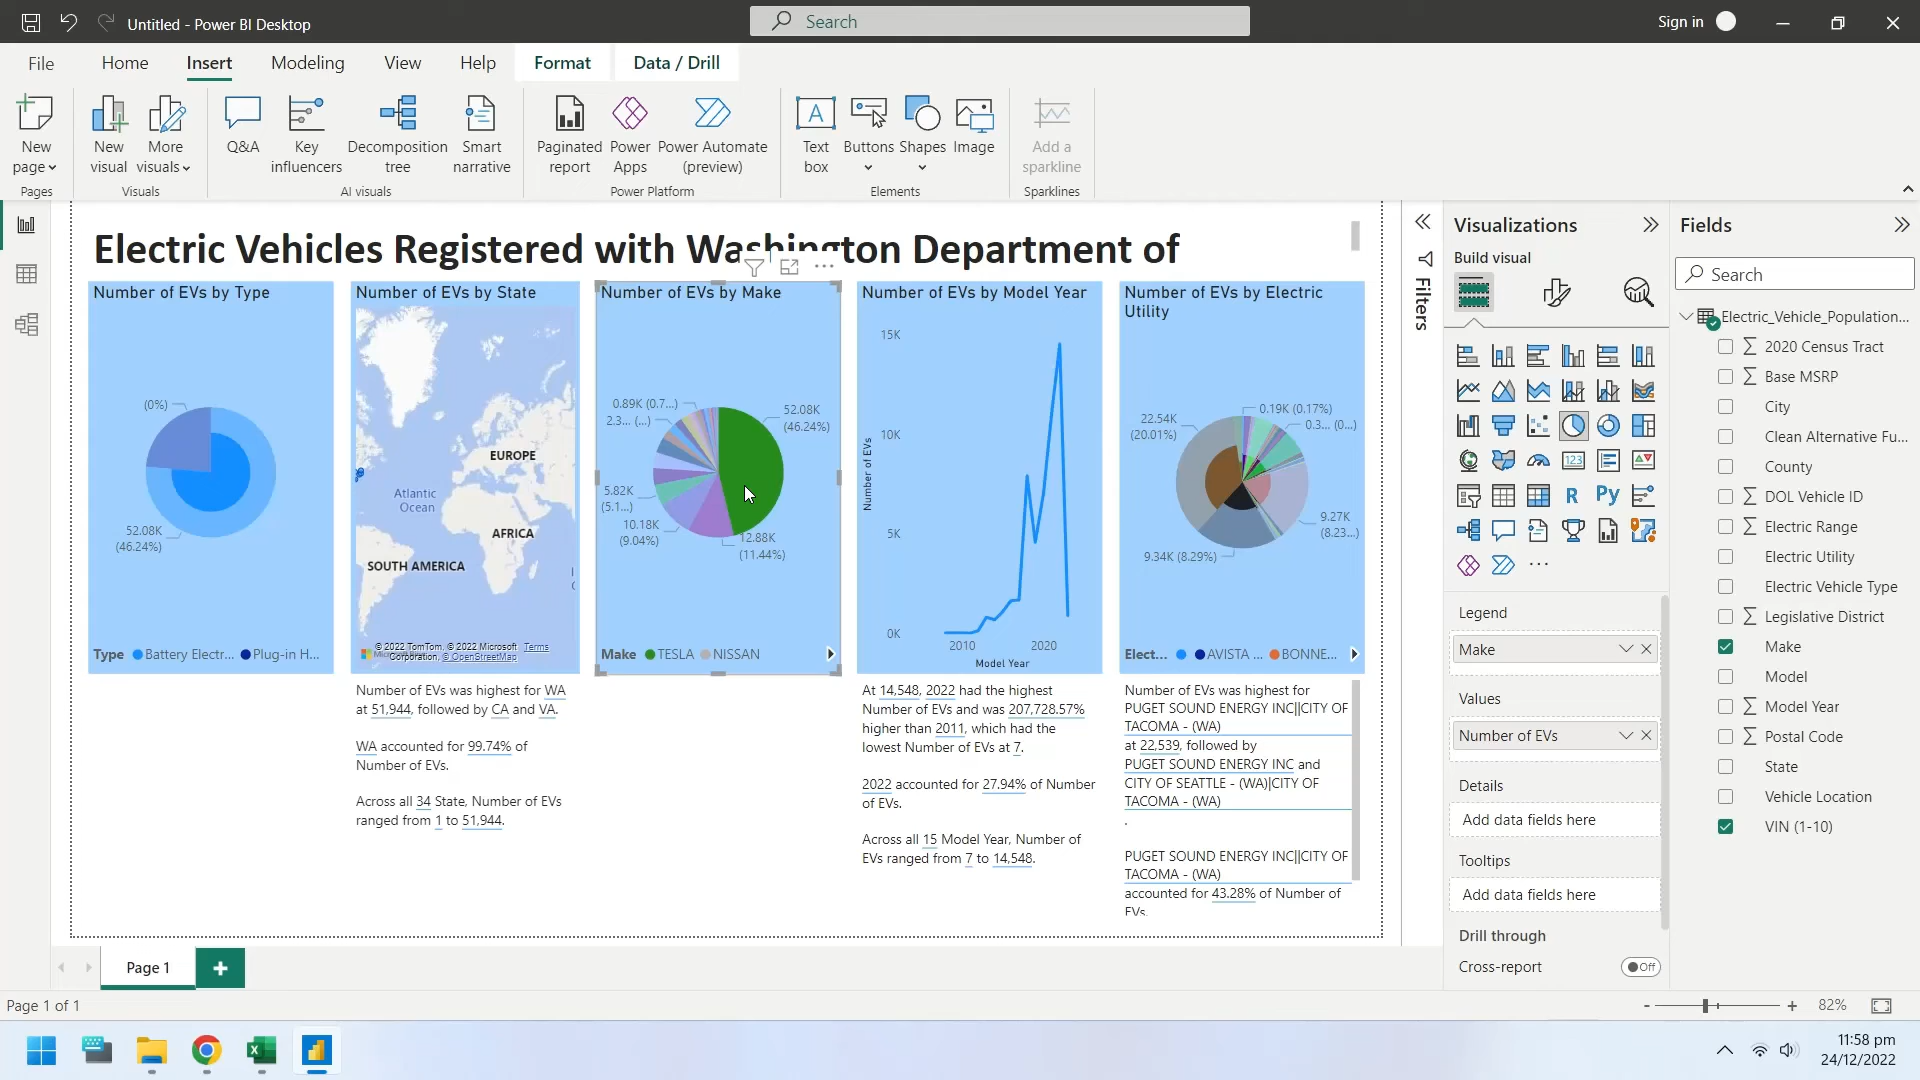 Untitled - Power BI Desktop
Search
Sign in
File
Home
Insert
Modeling
View
Help
Format
Data / Drill
New page
Pages
New visual
More visuals
Visuals
Q&A
Key influencers
Decomposition tree
Smart narrative
AI visuals
Paginated report
Power Apps
Power Automate (preview)
Power Platform
Text box
Buttons
Shapes
Image
Elements
Add a sparkline
Sparklines
Electric Vehicles Registered with Washington Department of
Number of EVs by Type
(0%)
52.08K
(46.24%)
Type
Battery Electr...
Plug-in H...
Number of EVs by State
EUROPE
Atlantic
Ocean
AFRICA
SOUTH AMERICA
© 2022 TomTom, © 2022 Microsoft Terms
Corporation, © OpenStreetMap
Number of EVs was highest for WA
at 51,944, followed by CA and VA.
WA accounted for 99.74% of
Number of EVs.
Across all 34 State, Number of EVs
ranged from 1 to 51,944.
Number of EVs by Make
0.89K (0.7...)
2.3... (...)
52.08K
(46.24%)
5.82K
(5.1...)
10.18K
(9.04%)
12.88K
(11.44%)
Make
TESLA
NISSAN
Number of EVs by Model Year
15K
10K
5K
0K
Number of EVs
2010
2020
Model Year
At 14,548, 2022 had the highest
Number of EVs and was 207,728.57%
higher than 2011, which had the
lowest Number of EVs at 7.
2022 accounted for 27.94% of Number
of EVs.
Across all 15 Model Year, Number of
EVs ranged from 7 to 14,548.
Number of EVs by Electric
Utility
22.54K
(20.01%)
0.19K (0.17%)
0.3... (0...)
9.27K
(8.23...)
9.34K (8.29%)
Elect...
AVISTA ...
BONNE...
Number of EVs was highest for
PUGET SOUND ENERGY INC||CITY OF
TACOMA - (WA)
at 22,539, followed by
PUGET SOUND ENERGY INC and
CITY OF SEATTLE - (WA)|CITY OF
TACOMA - (WA)
.
PUGET SOUND ENERGY INC||CITY OF
TACOMA - (WA)
accounted for 43.28% of Number of
EVs.
Filters
Visualizations
Build visual
R
Py
123
Legend
Make
Values
Number of EVs
Details
Add data fields here
Tooltips
Add data fields here
Drill through
Cross-report
Off
Fields
Search
Electric_Vehicle_Population...
2020 Census Tract
Base MSRP
City
Clean Alternative Fu...
County
DOL Vehicle ID
Electric Range
Electric Utility
Electric Vehicle Type
Legislative District
Make
Model
Model Year
Postal Code
State
Vehicle Location
VIN (1-10)
Page 1
Page 1 of 1
82%
11:58 pm
24/12/2022